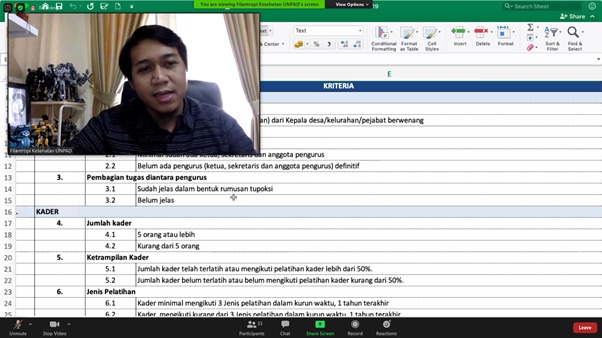 You are viewing Filantropi Kesehatan UNPAD's screen
View Options
Search Sheet
Share
Text
Text
% Center
Conditional Formatting
Format as Table
Cell Styles
Insert
Delete
Format
Sort & Filter
Find & Select
E
KRITERIA
dari Kepala desa/kelurahan/pejabat berwenang
Filantropi Kesehatan UNPAD
11 2.1 Minimal sudah ada ketua, sekretaris dan anggota pengurus
12 2.2 Belum ada pengurus (ketua, sekretaris dan anggota pengurus) definitif
13 3. Pembagian tugas diantara pengurus
14 3.1 Sudah jelas dalam bentuk rumusan tupoksi
15 3.2 Belum jelas
16 KADER
17 4. Jumlah kader
18 4.1 5 orang atau lebih
19 4.2 Kurang dari 5 orang
20 5. Ketrampilan Kader
21 5.1 Jumlah kader telah terlatih atau mengikuti pelatihan kader lebih dari 50%.
22 5.2 Jumlah kader belum terlatih atau belum mengikuti pelatihan kader kurang dari 50%.
23 6. Jenis Pelatihan
24 6.1 Kader minimal mengikuti 3 Jenis pelatihan dalam kurun waktu, 1 tahun terakhir
25 6.2 Kader mengikuti kurang dari 3 Jenis pelatihan dalam kurun waktu, 1 tahun terakhir
Unmute
Stop Video
Participants
Chat
Share Screen
Record
Reactions
Leave